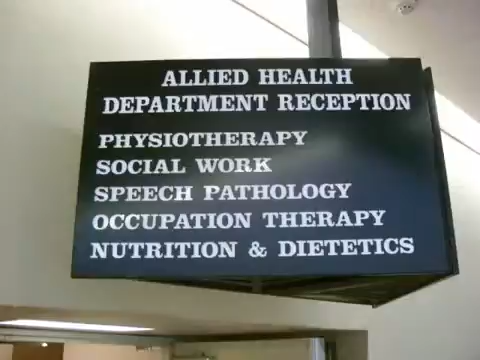 ALLIED HEALTH
DEPARTMENT RECEPTION
PHYSIOTHERAPY
SOCIAL WORK
SPEECH PATHOLOGY
OCCUPATION THERAPY
NUTRITION & DIETETICS